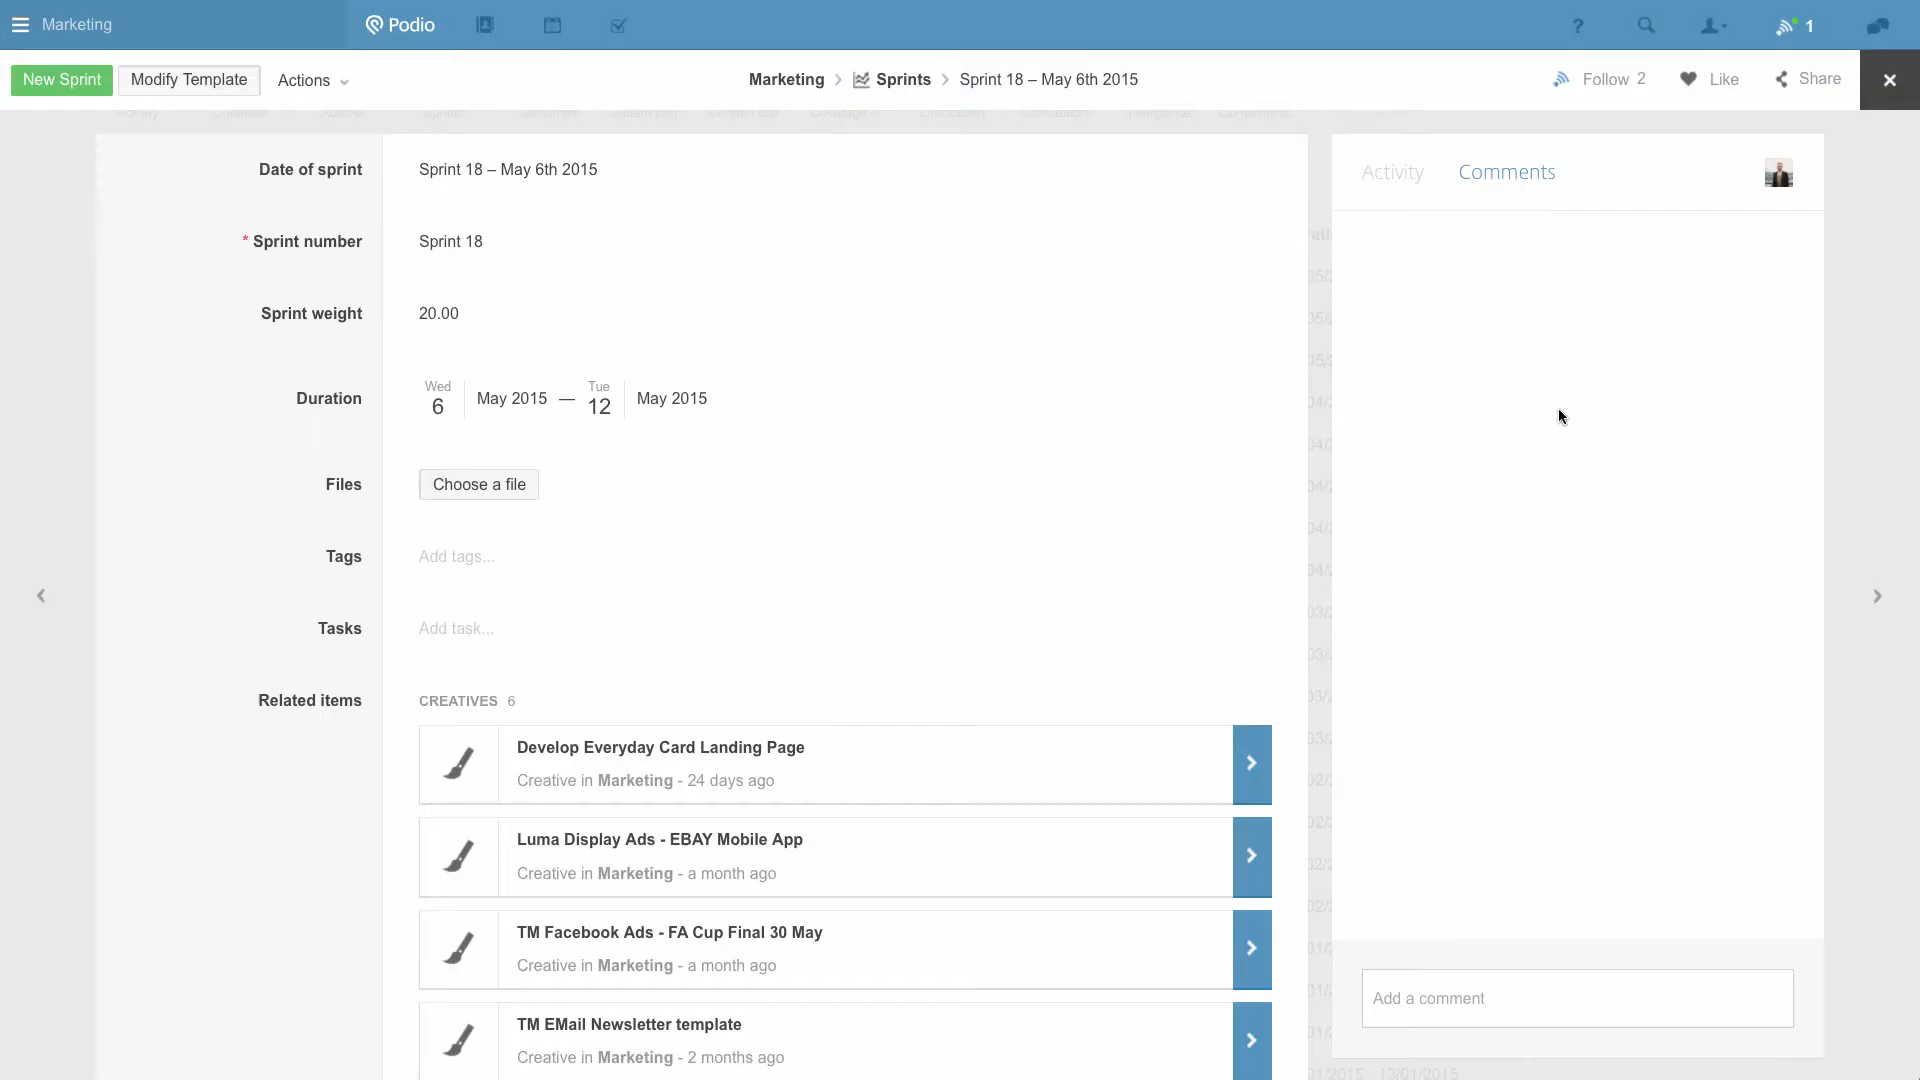 Marketing
Podio
1
New Sprint
Modify Template
Actions
Marketing > Sprints > Sprint 18 – May 6th 2015
Follow 2
Like
Share
Date of sprint
Sprint 18 – May 6th 2015
* Sprint number
Sprint 18
Sprint weight
20.00
Duration
Wed 6 May 2015 — Tue 12 May 2015
Files
Choose a file
Tags
Add tags...
Tasks
Add task...
Related items
CREATIVES 6
Develop Everyday Card Landing Page
Creative in Marketing - 24 days ago
Luma Display Ads - EBAY Mobile App
Creative in Marketing - a month ago
TM Facebook Ads - FA Cup Final 30 May
Creative in Marketing - a month ago
TM EMail Newsletter template
Creative in Marketing - 2 months ago
Activity
Comments
Add a comment